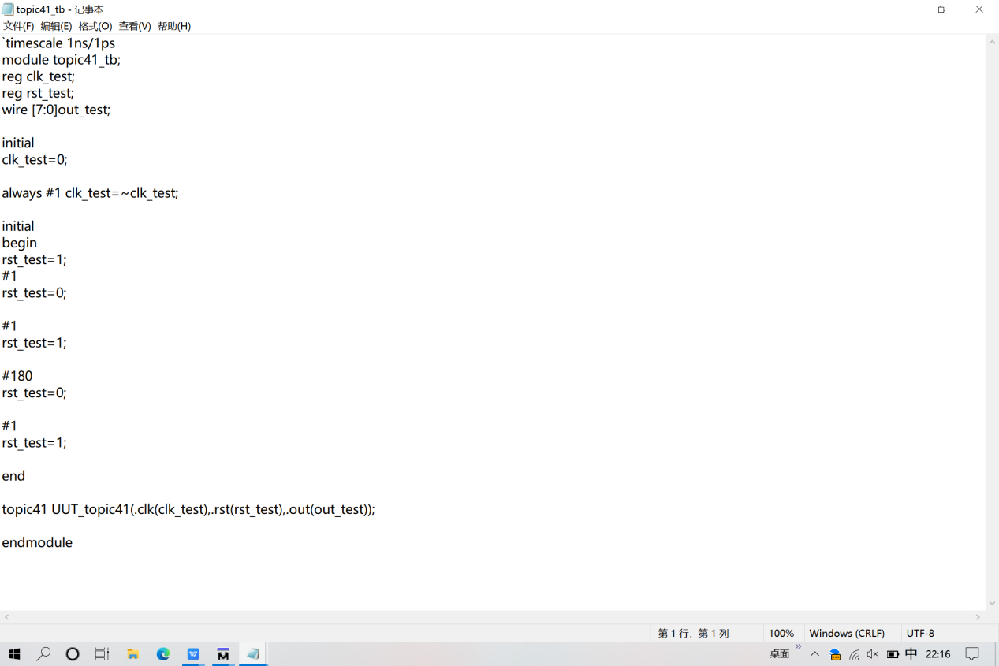 topic41_tb - 记事本
文件(F) 编辑(E) 格式(O) 查看(V) 帮助(H)
`timescale 1ns/1ps
module topic41_tb;
reg clk_test;
reg rst_test;
wire [7:0]out_test;
initial
clk_test=0;
always #1 clk_test=~clk_test;
initial
begin
rst_test=1;
#1
rst_test=0;
#1
rst_test=1;
#180
rst_test=0;
#1
rst_test=1;
end
topic41 UUT_topic41(.clk(clk_test),.rst(rst_test),.out(out_test));
endmodule
第 1 行，第 1 列 100% Windows (CRLF) UTF-8
桌面 中 22:16